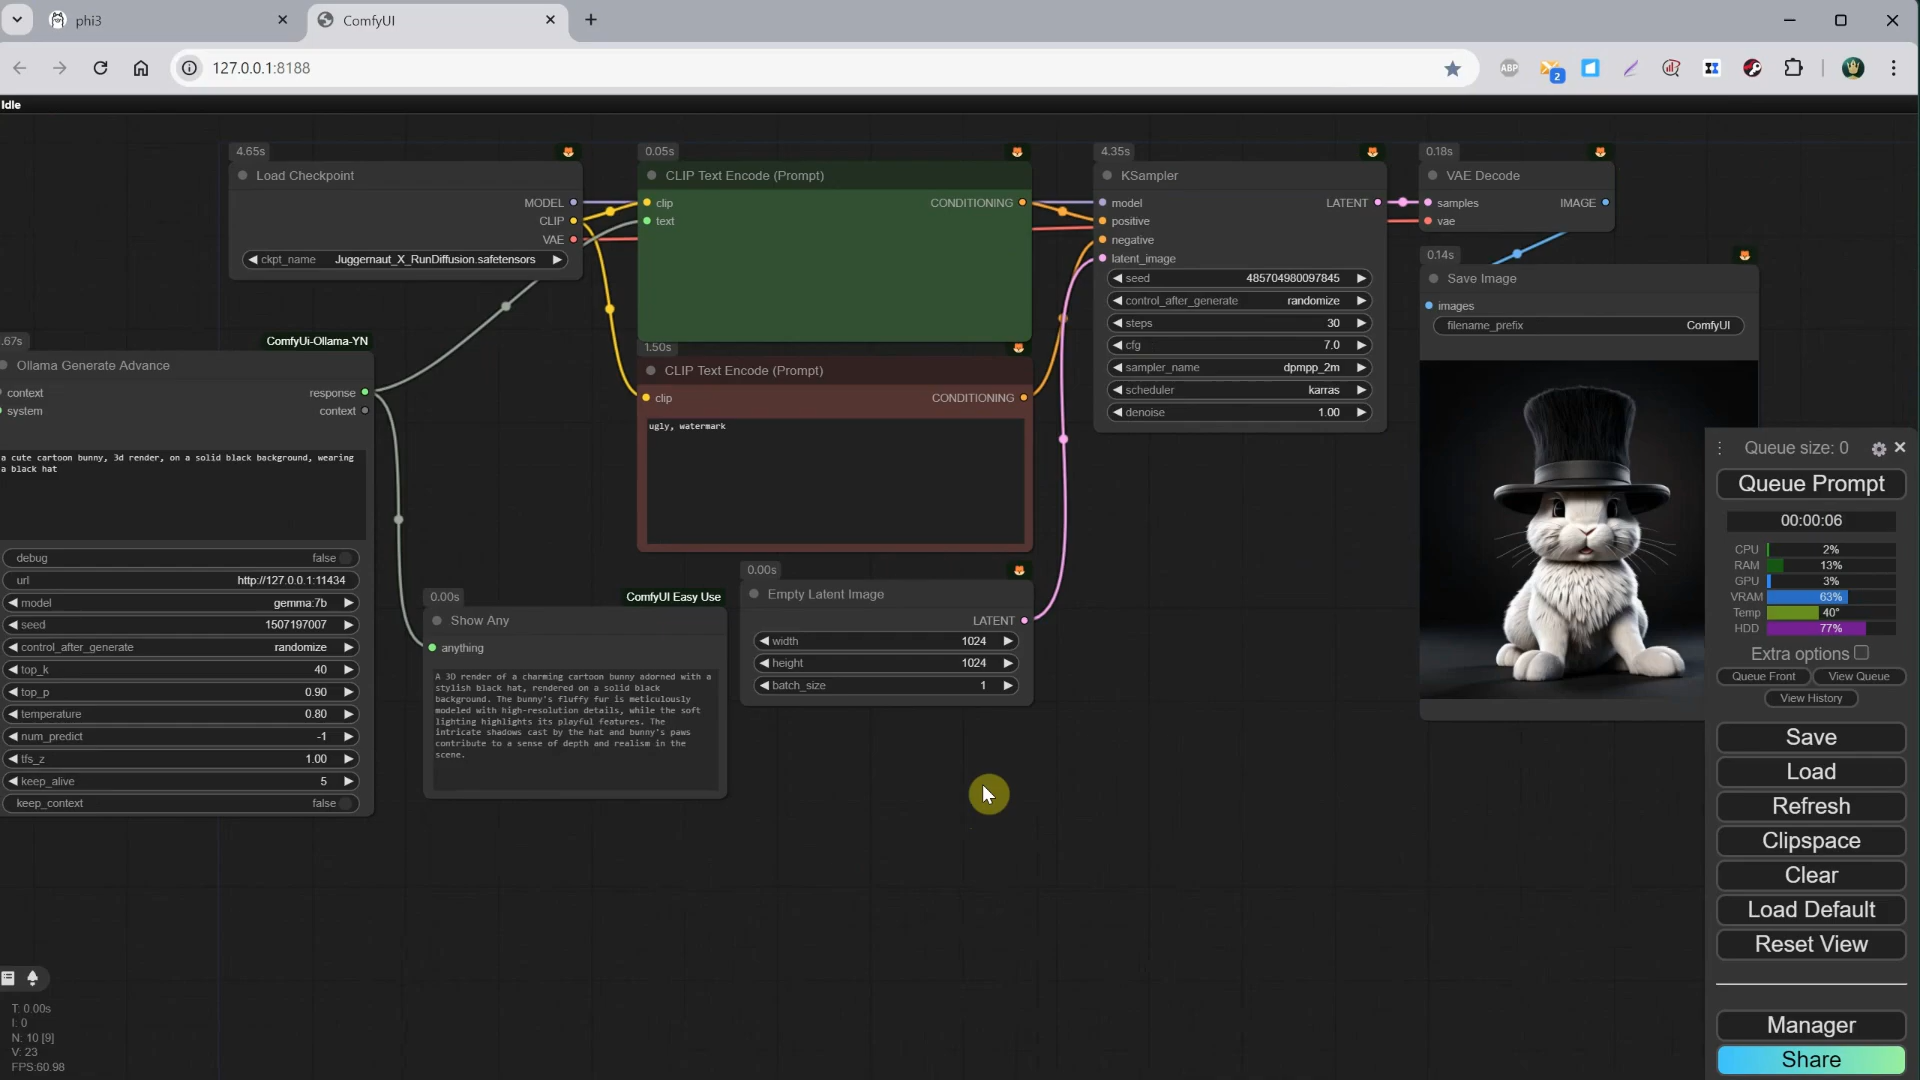 phi3
ComfyUI
127.0.0.1:8188
ABP
2
Idle
4.65s
Load Checkpoint
MODEL
CLIP
VAE
ckpt_name Juggernaut_X_RunDiffusion.safetensors
0.05s
CLIP Text Encode (Prompt)
clip CONDITIONING
text
4.35s
KSampler
model LATENT
positive
negative
latent_image
seed 485704980097845
control_after_generate randomize
steps 30
cfg 7.0
sampler_name dpmpp_2m
scheduler karras
denoise 1.00
0.18s
VAE Decode
samples IMAGE
vae
0.14s
Save Image
images
filename_prefix ComfyUI
.67s
ComfyUi-Ollama-YN
Ollama Generate Advance
context response
system context
a cute cartoon bunny, 3d render, on a solid black background, wearing
a black hat
debug false
url http://127.0.0.1:11434
model gemma:7b
seed 1507197007
control_after_generate randomize
top_k 40
top_p 0.90
temperature 0.80
num_predict -1
tfs_z 1.00
keep_alive 5
keep_context false
1.50s
CLIP Text Encode (Prompt)
clip CONDITIONING
ugly, watermark
0.00s
ComfyUI Easy Use
Show Any
anything
A 3D render of a charming cartoon bunny adorned with a
stylish black hat, rendered on a solid black
background. The bunny's fluffy fur is meticulously
modeled with high-resolution details, while the soft
lighting highlights its playful features. The
intricate shadows cast by the hat and bunny's paws
contribute to a sense of depth and realism in the
scene.
0.00s
Empty Latent Image
LATENT
width 1024
height 1024
batch_size 1
Queue size: 0
Queue Prompt
00:00:06
CPU 2%
RAM 13%
GPU 3%
VRAM 63%
Temp 40°
HDD 77%
Extra options
Queue Front View Queue
View History
Save
Load
Refresh
Clipspace
Clear
Load Default
Reset View
Manager
Share
T: 0.00s
I: 0
N: 10 [9]
V: 23
FPS:60.98